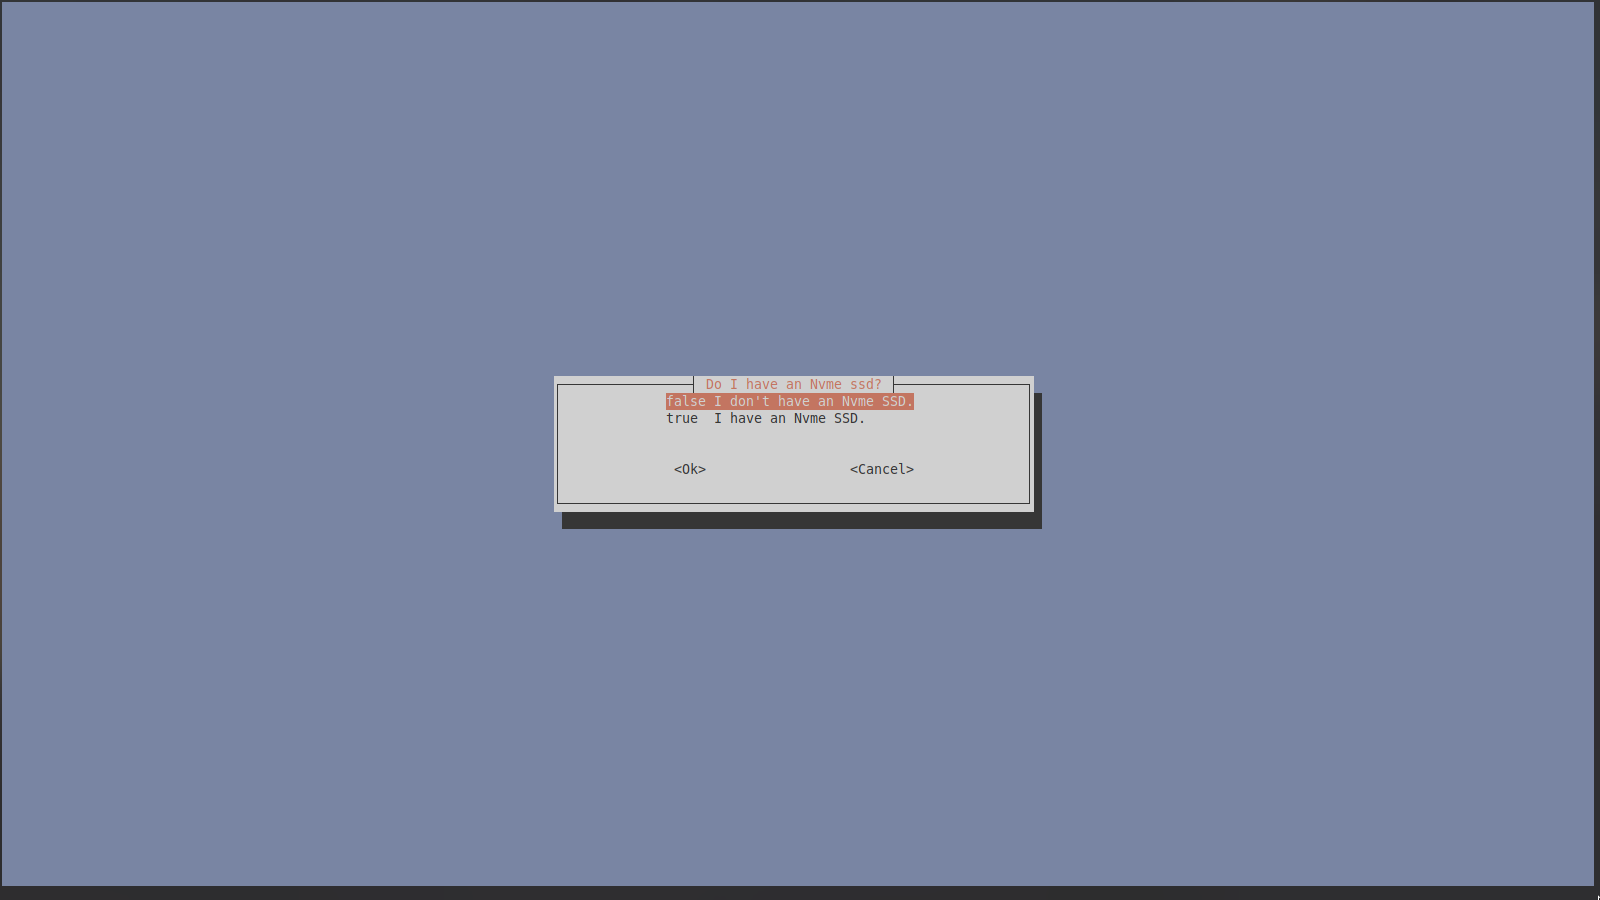 Do I have an Nvme ssd?
false I don't have an Nvme SSD.
true  I have an Nvme SSD.
<Ok> <Cancel>